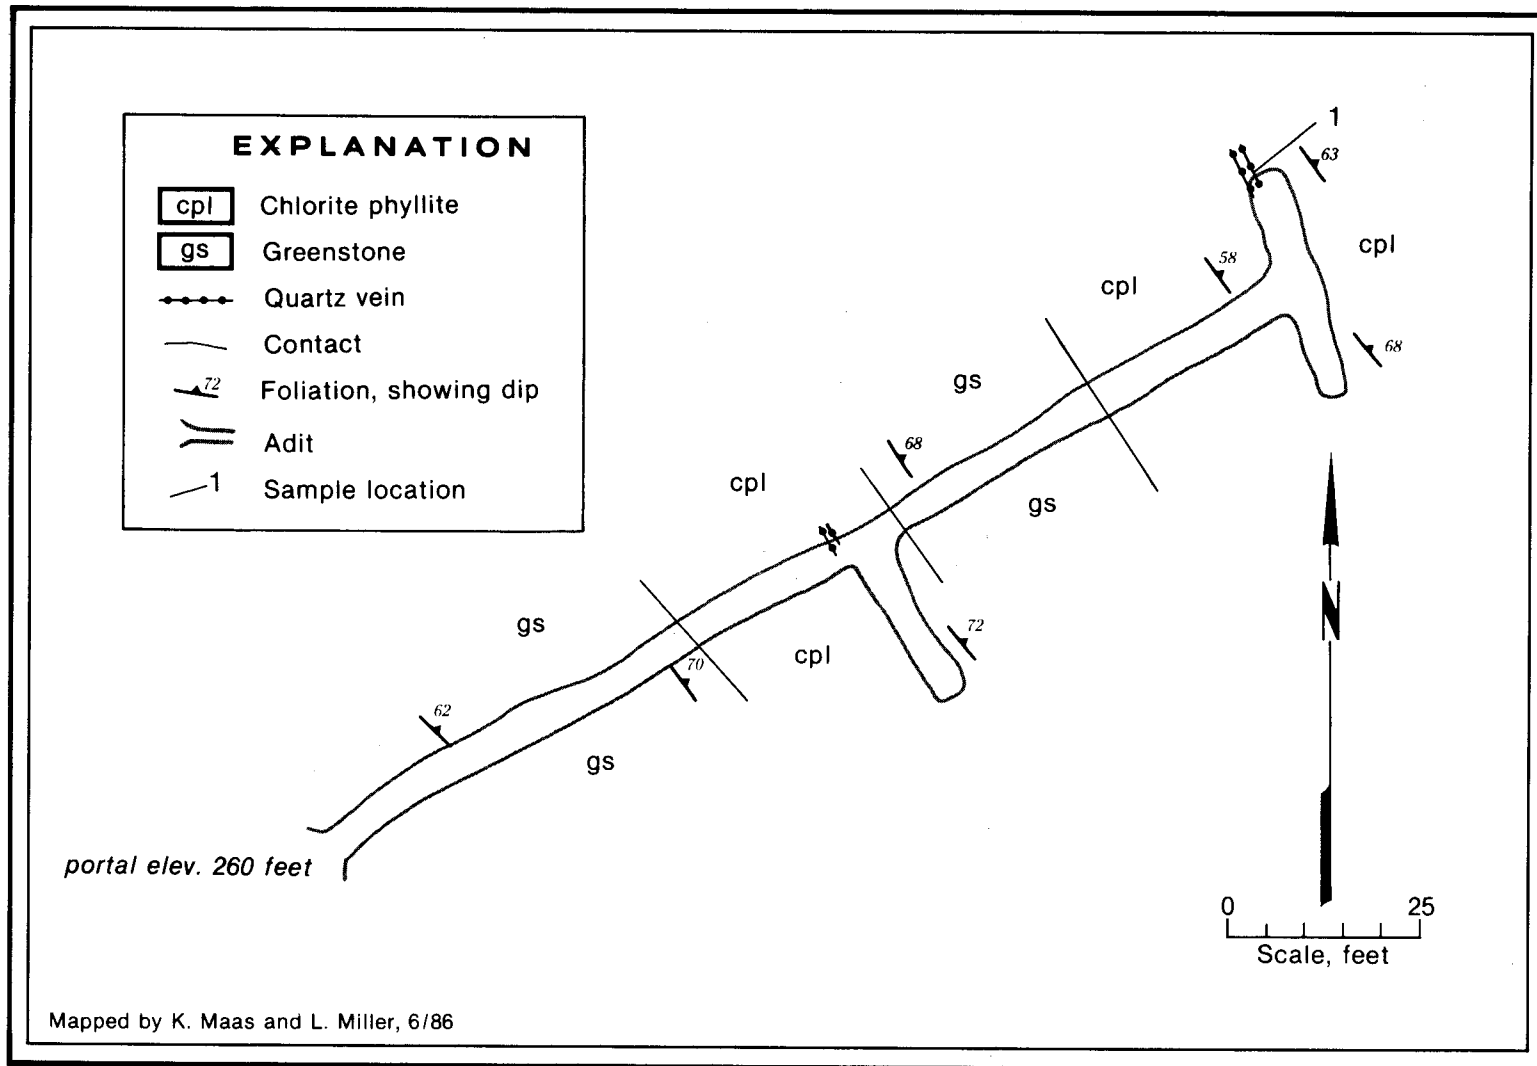 EXPLANATION
cpl Chlorite phyllite
gs Greenstone
Quartz vein
Contact
72 Foliation, showing dip
Adit
1 Sample location
1
63
cpl
58
cpl
68
gs
68
cpl
gs
N
gs
72
cpl
70
62
gs
portal elev. 260 feet
0 25
Scale, feet
Mapped by K. Maas and L. Miller, 6/86